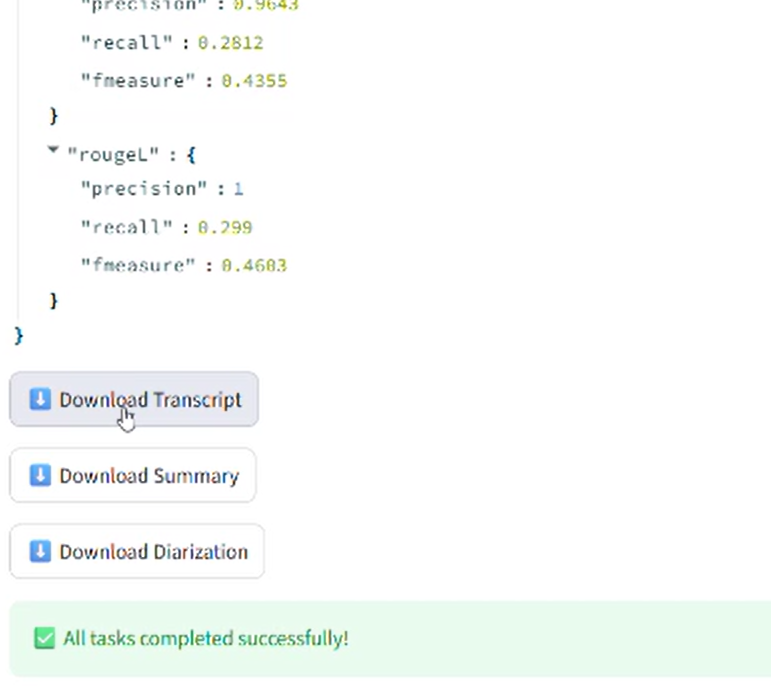 "precision" : 0.9643
"recall" : 0.2812
"fmeasure" : 0.4355
}
"rougeL" : {
"precision" : 1
"recall" : 0.299
"fmeasure" : 0.4603
}
}
Download Transcript
Download Summary
Download Diarization
All tasks completed successfully!